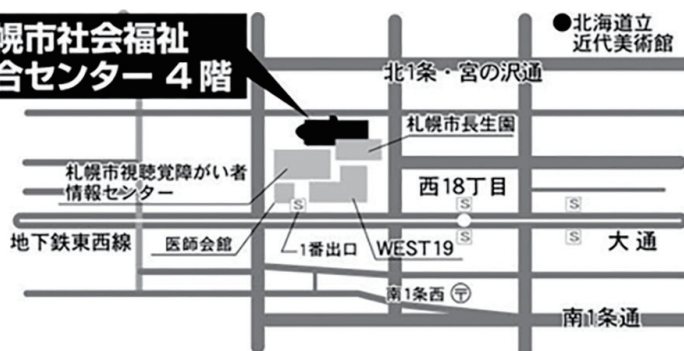 幌市社会福祉
合センター 4階
●北海道立
近代美術館
北1条・宮の沢通
札幌市長生園
札幌市視聴覚障がい者
情報センター
西18丁目
S
S
S
S
S
地下鉄東西線
医師会館
1番出口
WEST19
大通
南1条西〒
南1条通